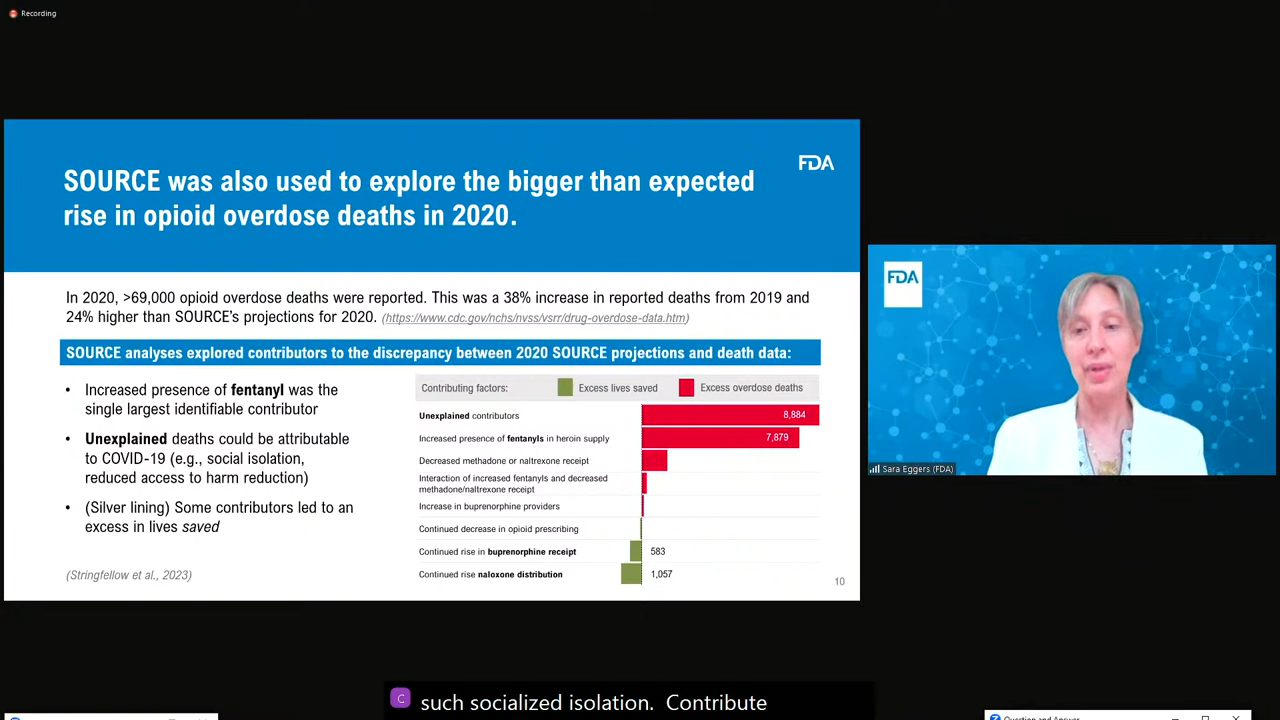 Recording
FDA
SOURCE was also used to explore the bigger than expected
rise in opioid overdose deaths in 2020.
In 2020, >69,000 opioid overdose deaths were reported. This was a 38% increase in reported deaths from 2019 and
24% higher than SOURCE's projections for 2020. (https://www.cdc.gov/nchs/nvss/vsrr/drug-overdose-data.htm)
SOURCE analyses explored contributors to the discrepancy between 2020 SOURCE projections and death data:
• Increased presence of fentanyl was the
single largest identifiable contributor
• Unexplained deaths could be attributable
to COVID-19 (e.g., social isolation,
reduced access to harm reduction)
• (Silver lining) Some contributors led to an
excess in lives saved
(Stringfellow et al., 2023)
Contributing factors: Excess lives saved Excess overdose deaths
Unexplained contributors 8,884
Increased presence of fentanyls in heroin supply 7,879
Decreased methadone or naltrexone receipt
Interaction of increased fentanyls and decreased
methadone/naltrexone receipt
Increase in buprenorphine providers
Continued decrease in opioid prescribing
Continued rise in buprenorphine receipt 583
Continued rise naloxone distribution 1,057
10
FDA
Sara Eggers (FDA)
C such socialized isolation. Contribute
Question and Answer